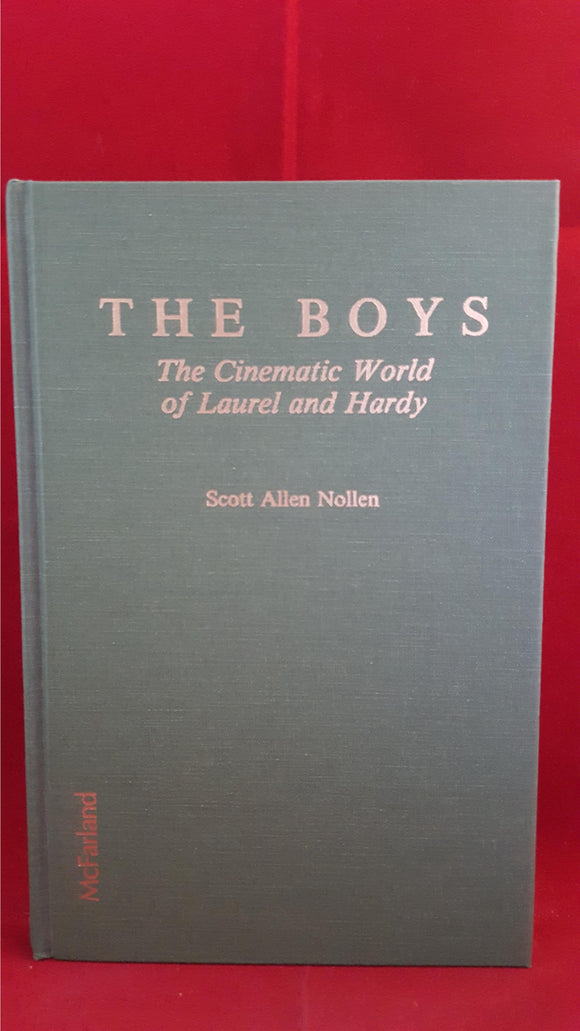 THE BOYS
The Cinematic World
of Laurel and Hardy
Scott Allen Nollen
McFarland